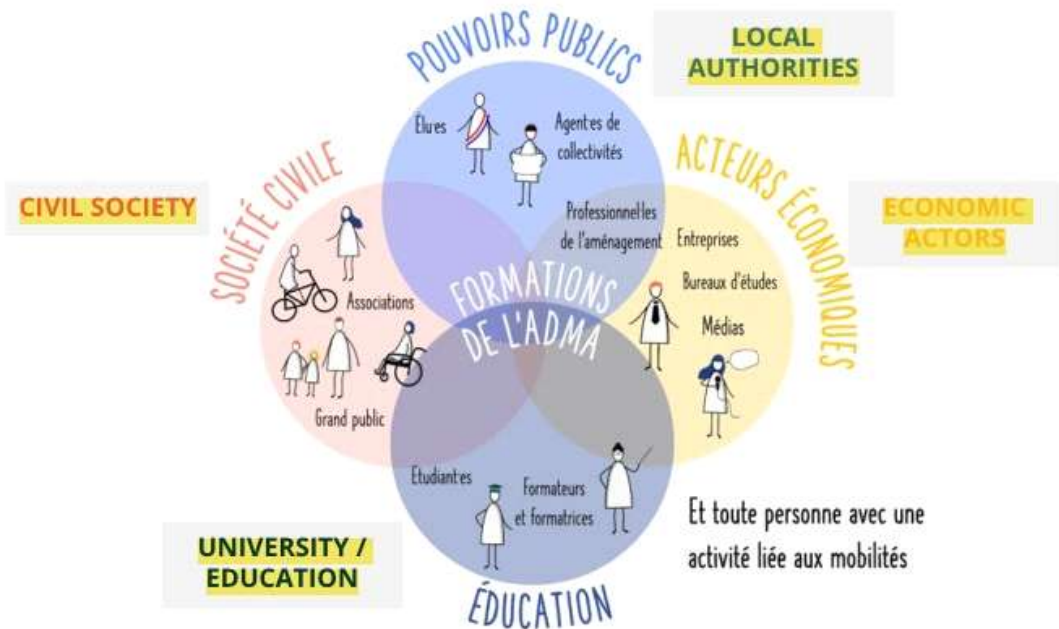 POUVOIRS PUBLICS
LOCAL
AUTHORITIES
Élu·es
Agent·es de
collectivités
SOCIÉTÉ CIVILE
ACTEURS ÉCONOMIQUES
CIVIL SOCIETY
ECONOMIC
ACTORS
Professionnel·les
de l'aménagement
Entreprises
Bureaux d'études
Associations
FORMATIONS
DE L'ADMA
Médias
Grand public
Etudiant·es
Formateurs
et formatrices
Et toute personne avec une
activité liée aux mobilités
UNIVERSITY /
EDUCATION
ÉDUCATION